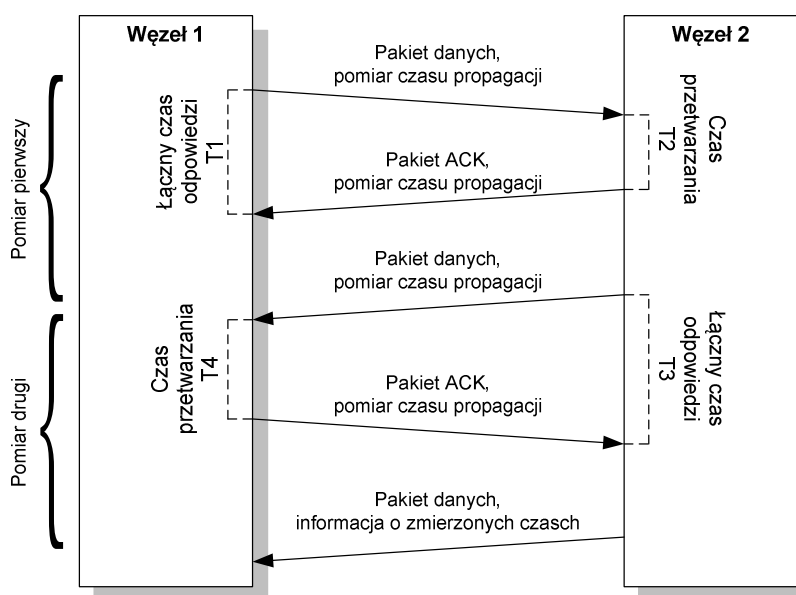 Węzeł 1
Węzeł 2
Pakiet danych,
pomiar czasu propagacji
Pomiar pierwszy
Łączny czas
odpowiedzi
T1
Czas
przetwarzania
T2
Pakiet ACK,
pomiar czasu propagacji
Pakiet danych,
pomiar czasu propagacji
Pomiar drugi
Czas
przetwarzania
T4
Łączny czas
odpowiedzi
T3
Pakiet ACK,
pomiar czasu propagacji
Pakiet danych,
informacja o zmierzonych czasch